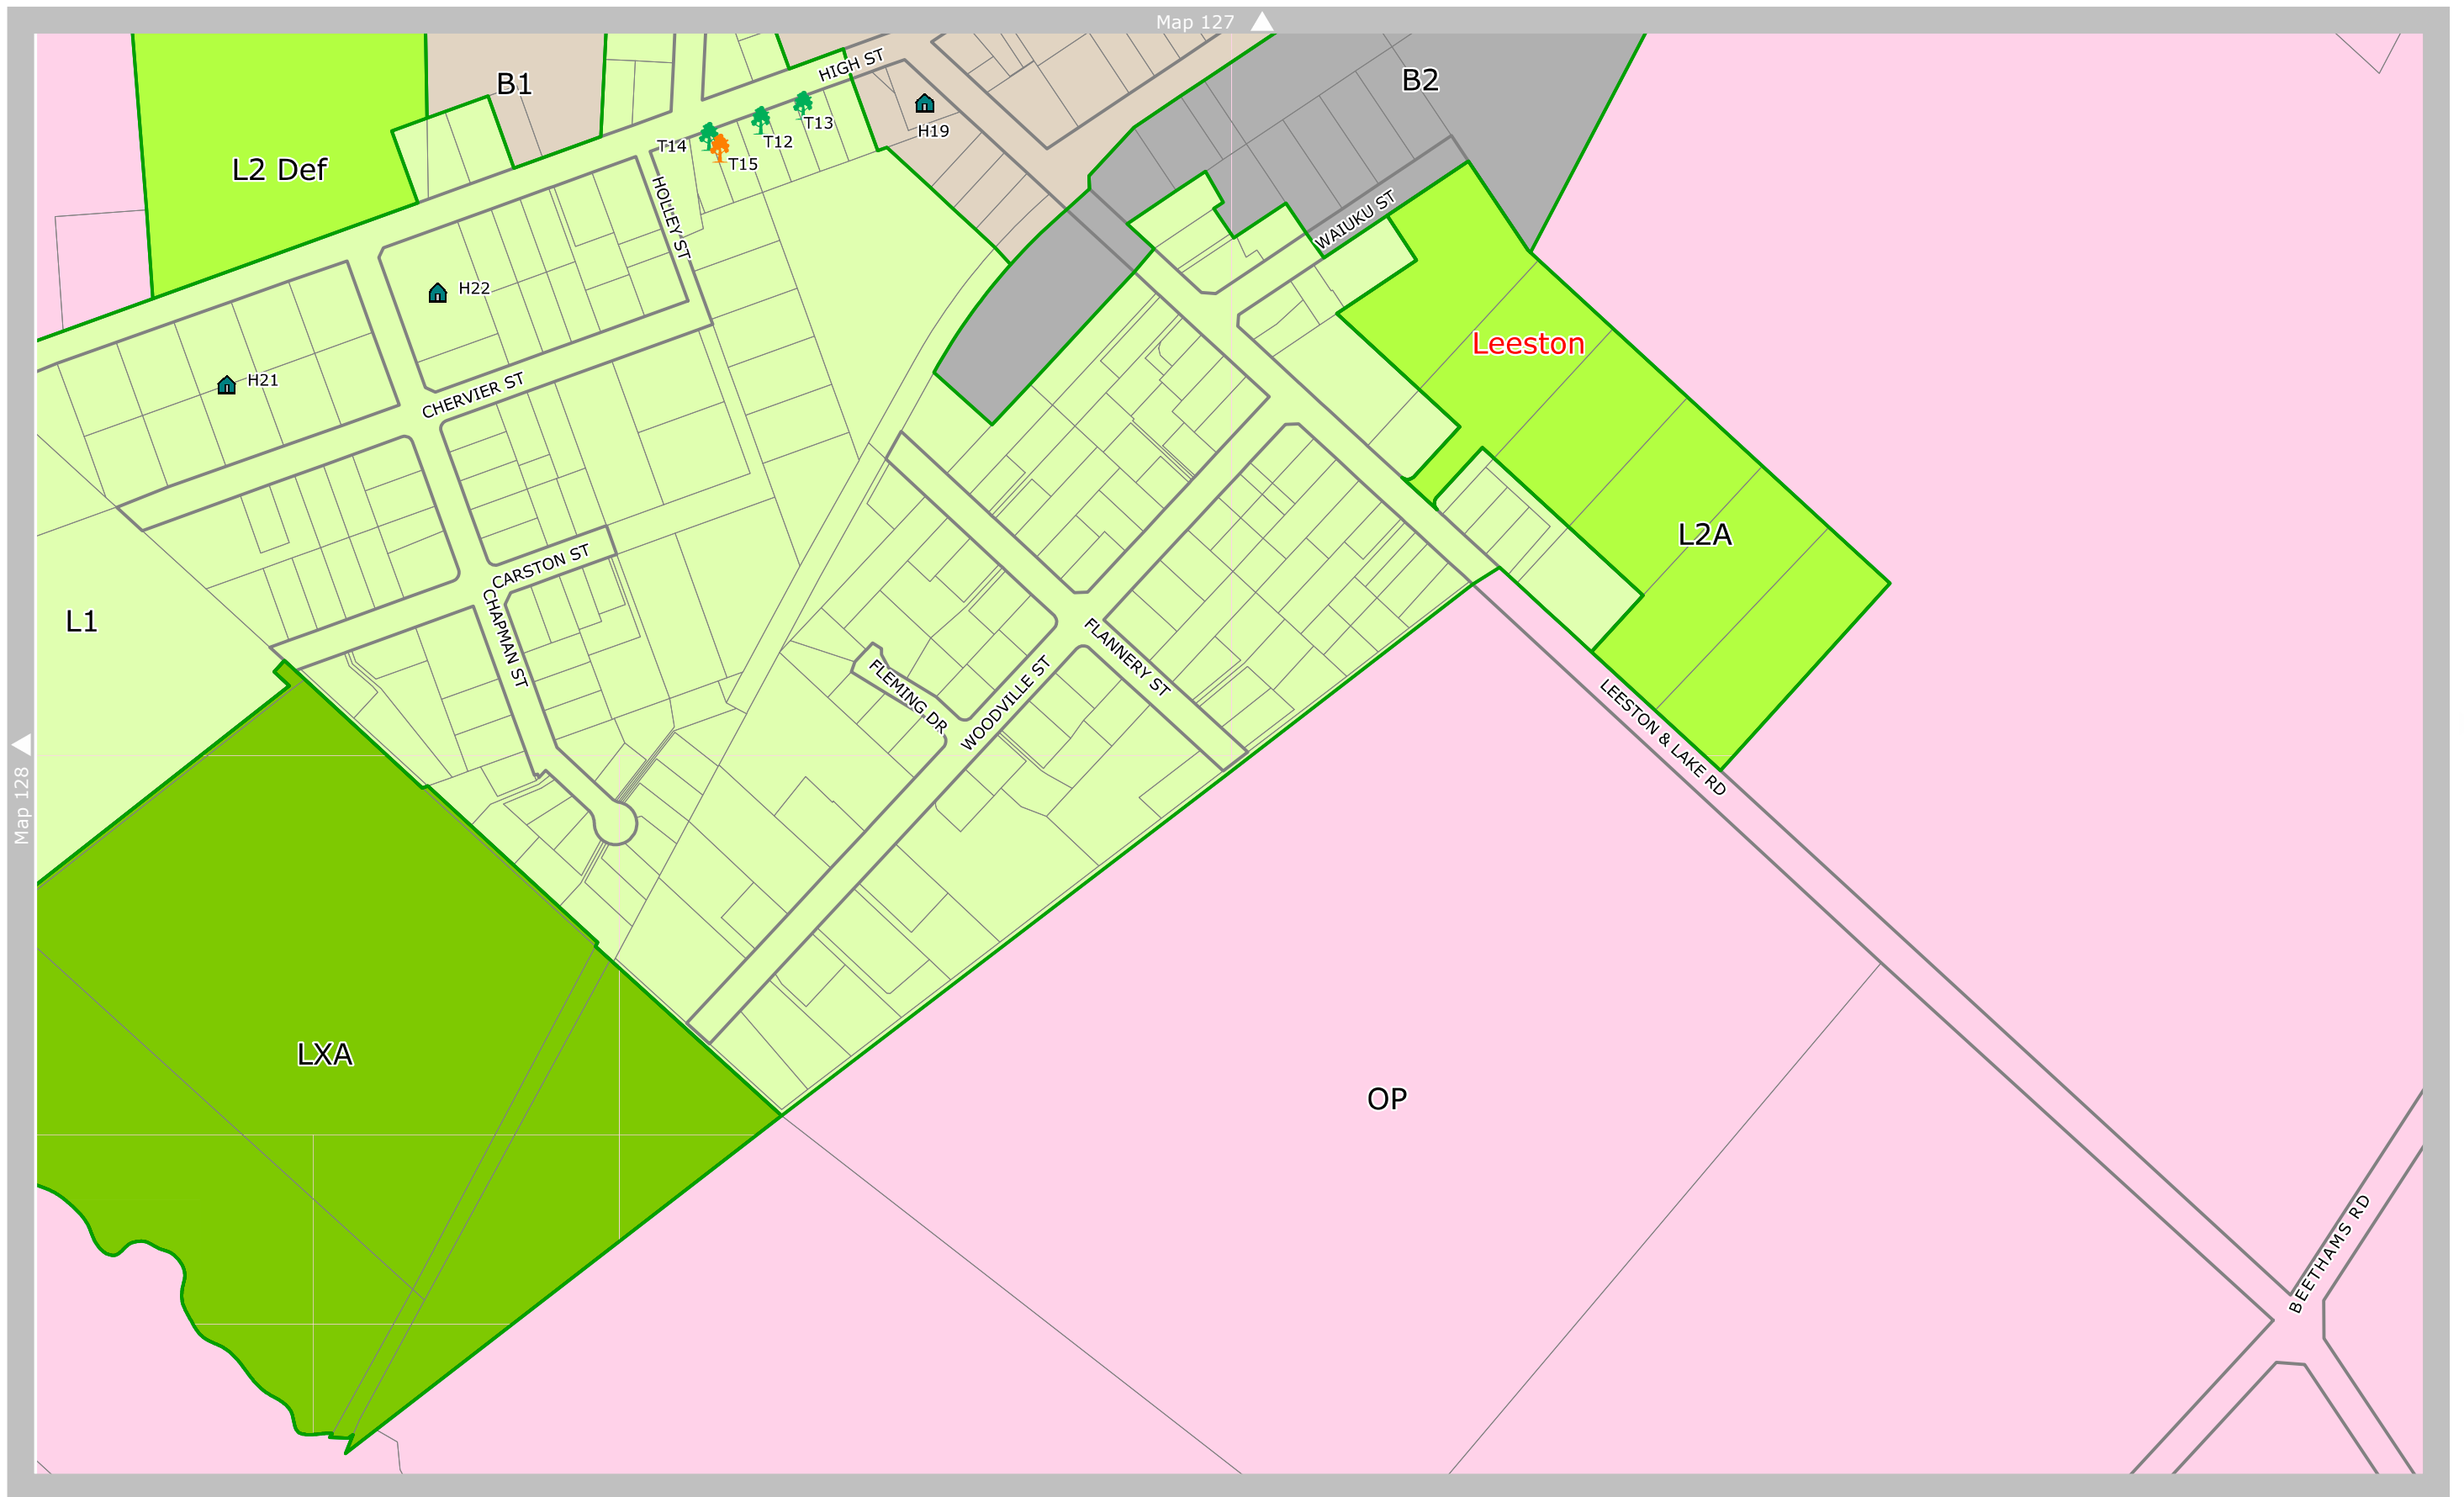 Map 127
B1
HIGH ST
B2
H19
T13
T12
T14
T15
L2 Def
HOLLEY ST
WAIUKU ST
H22
Leeston
H21
CHERVIER ST
L2A
CARSTON ST
L1
CHAPMAN ST
FLANNERY ST
FLEMING DR
WOODVILLE ST
LEESTON & LAKE RD
Map 128
LXA
OP
BEETHAMS RD